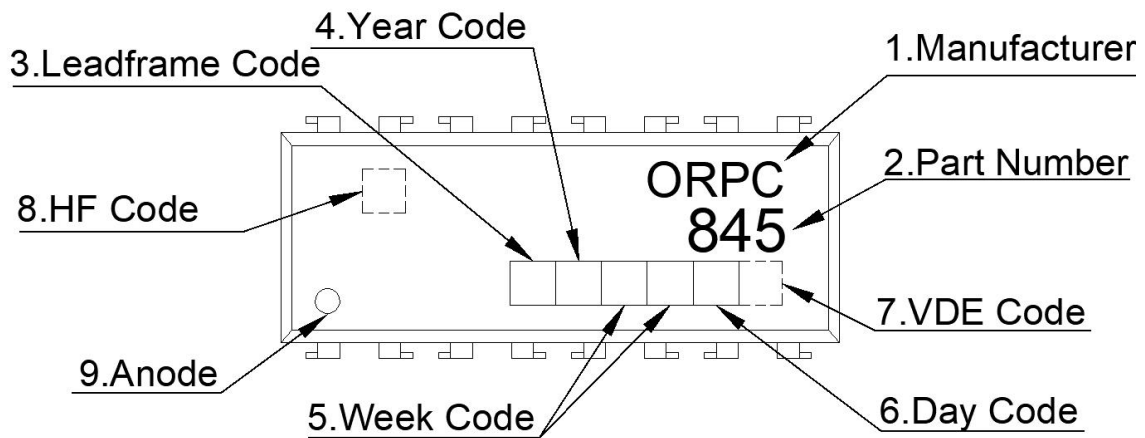 4.Year Code
3.Leadframe Code
1.Manufacturer
ORPC
2.Part Number
8.HF Code
845
7.VDE Code
9.Anode
5.Week Code
6.Day Code